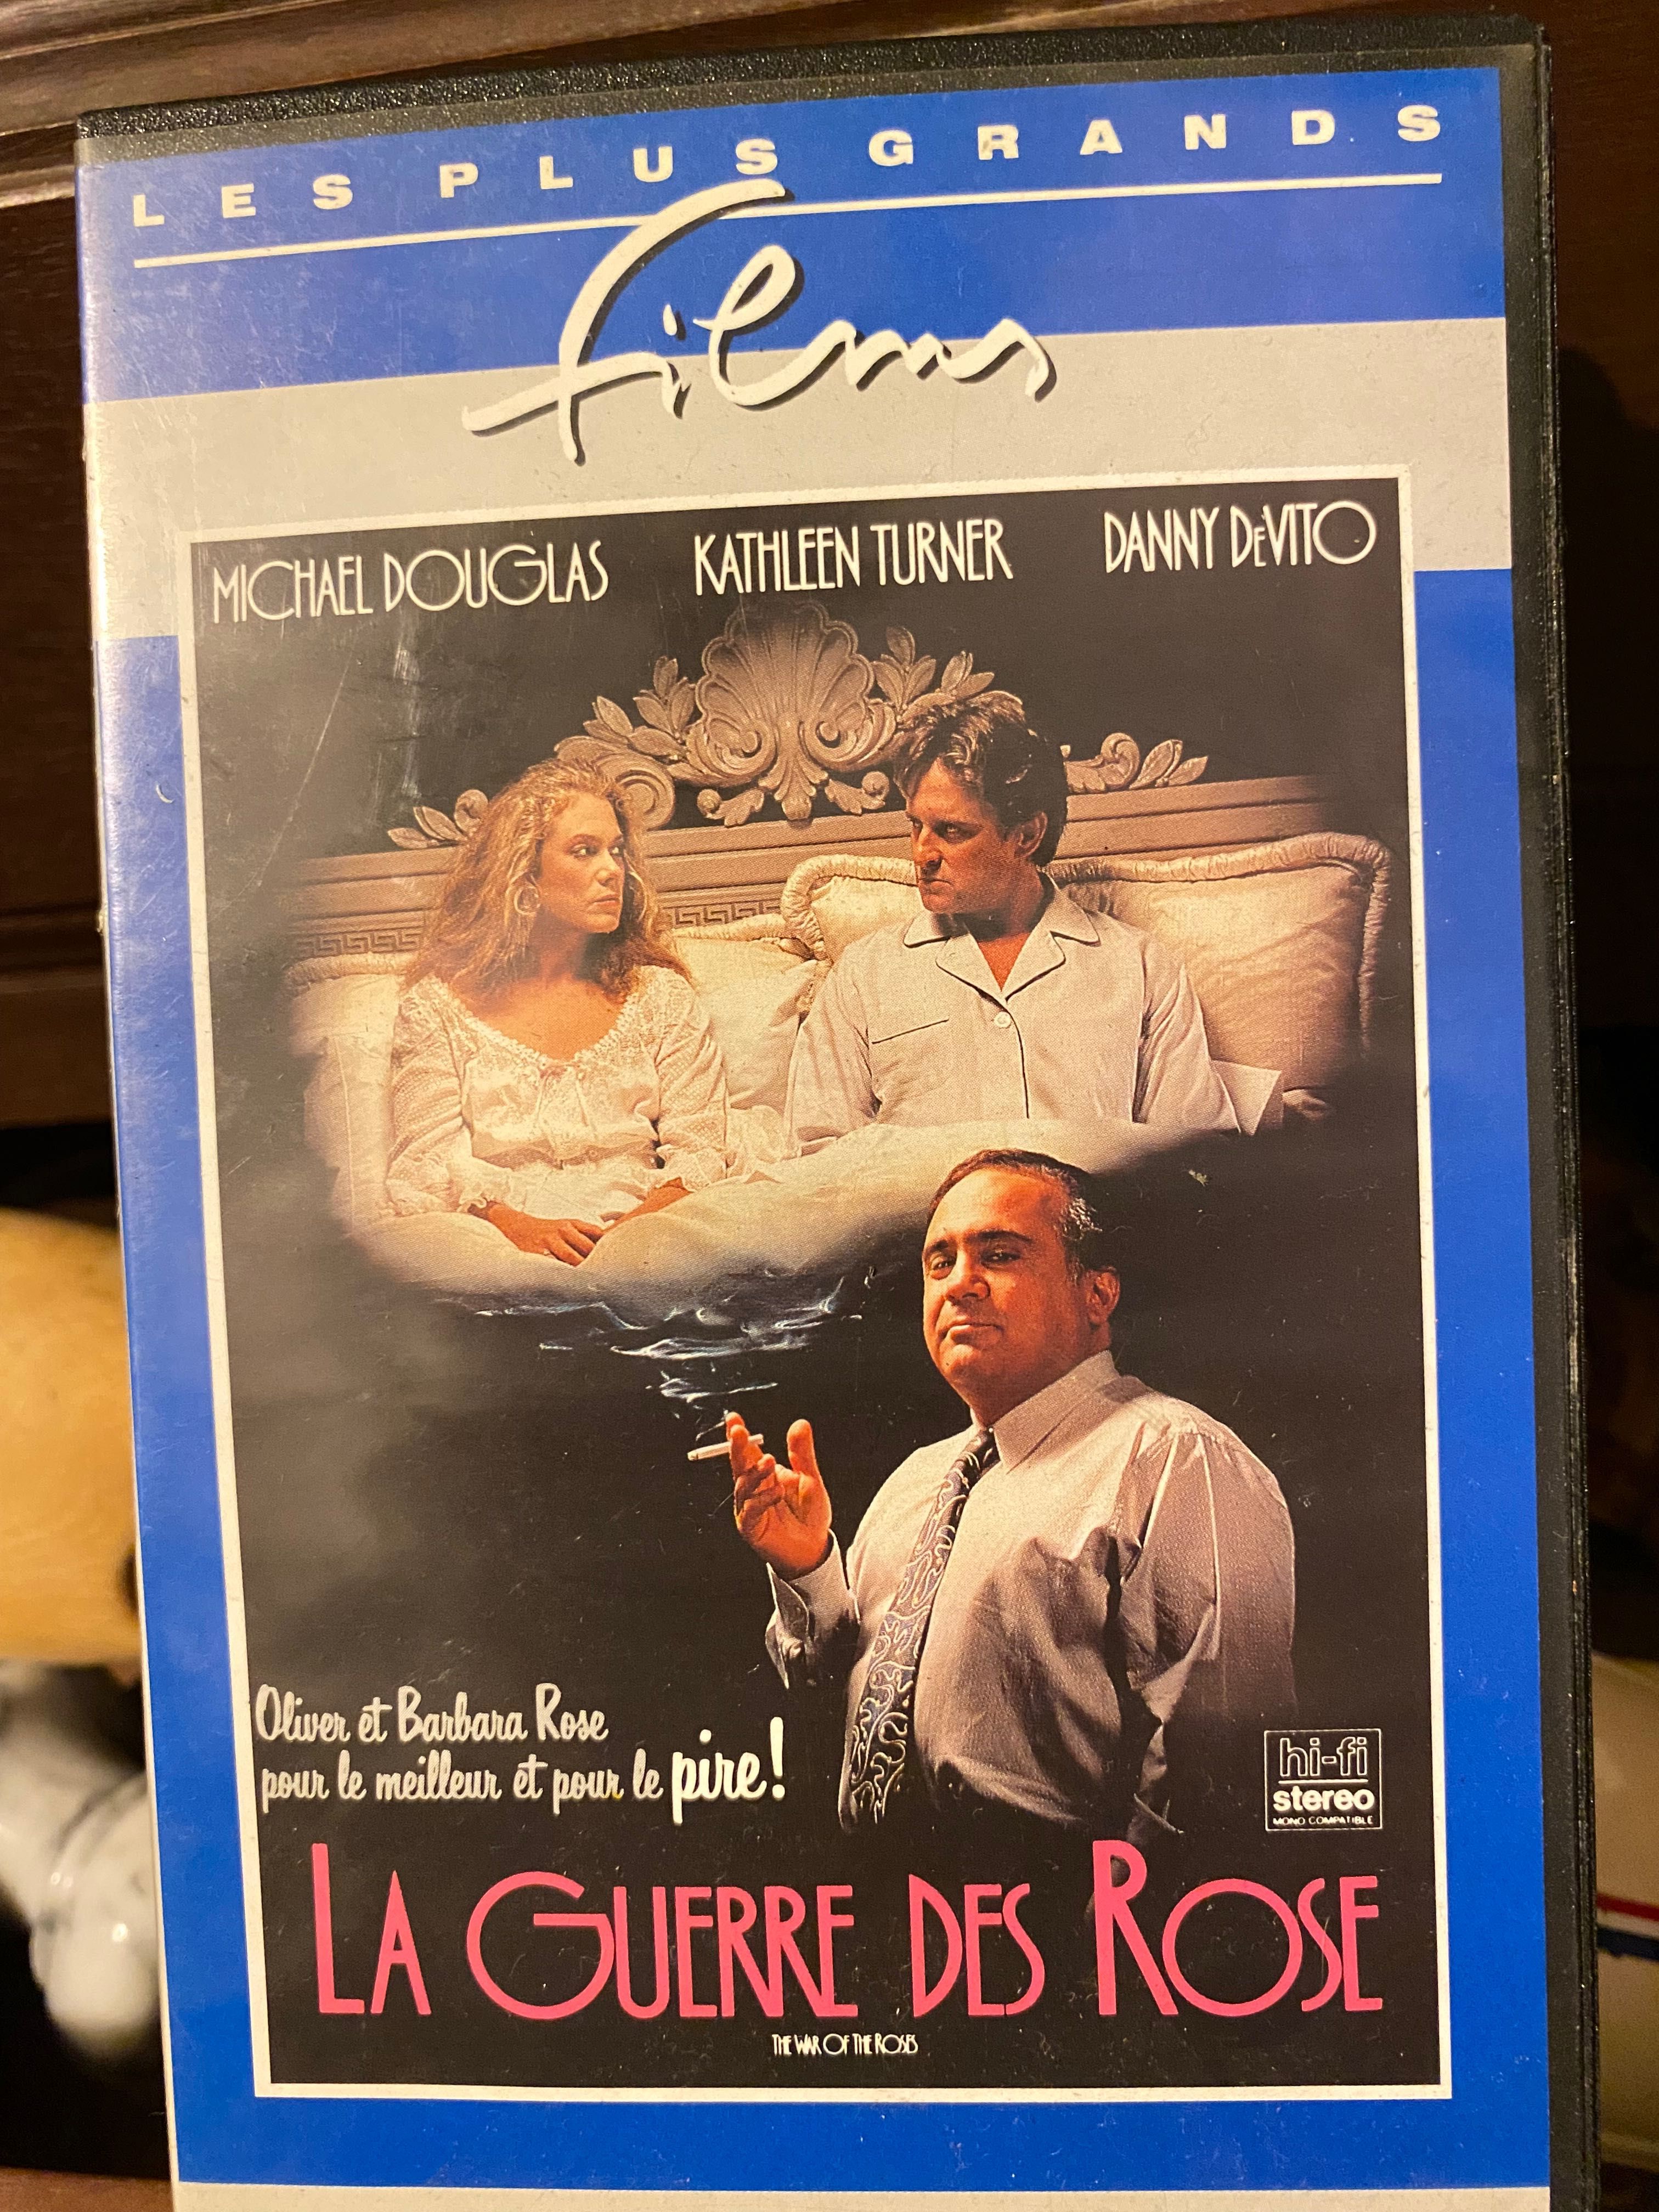 LES PLUS GRANDS
films
MICHAEL DOUGLAS KATHLEEN TURNER DANNY DEVITO
Oliver et Barbara Rose
pour le meilleur et pour le pire!
hi-fi
stereo
MONO COMPATIBLE
LA GUERRE DES ROSE
THE WAR OF THE ROSES